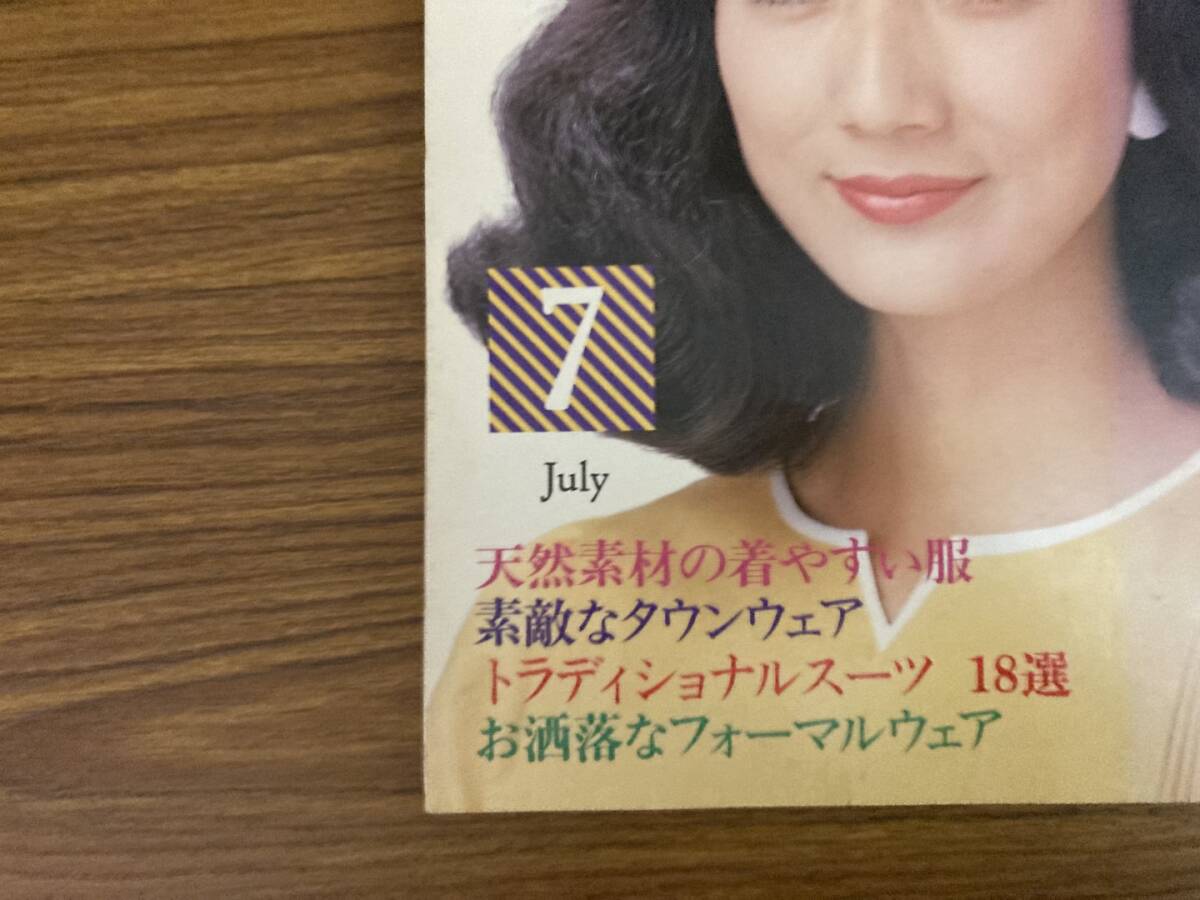 7
July
天然素材の着やすい服
素敵なタウンウェア
トラディショナルスーツ 18選
お洒落なフォーマルウェア